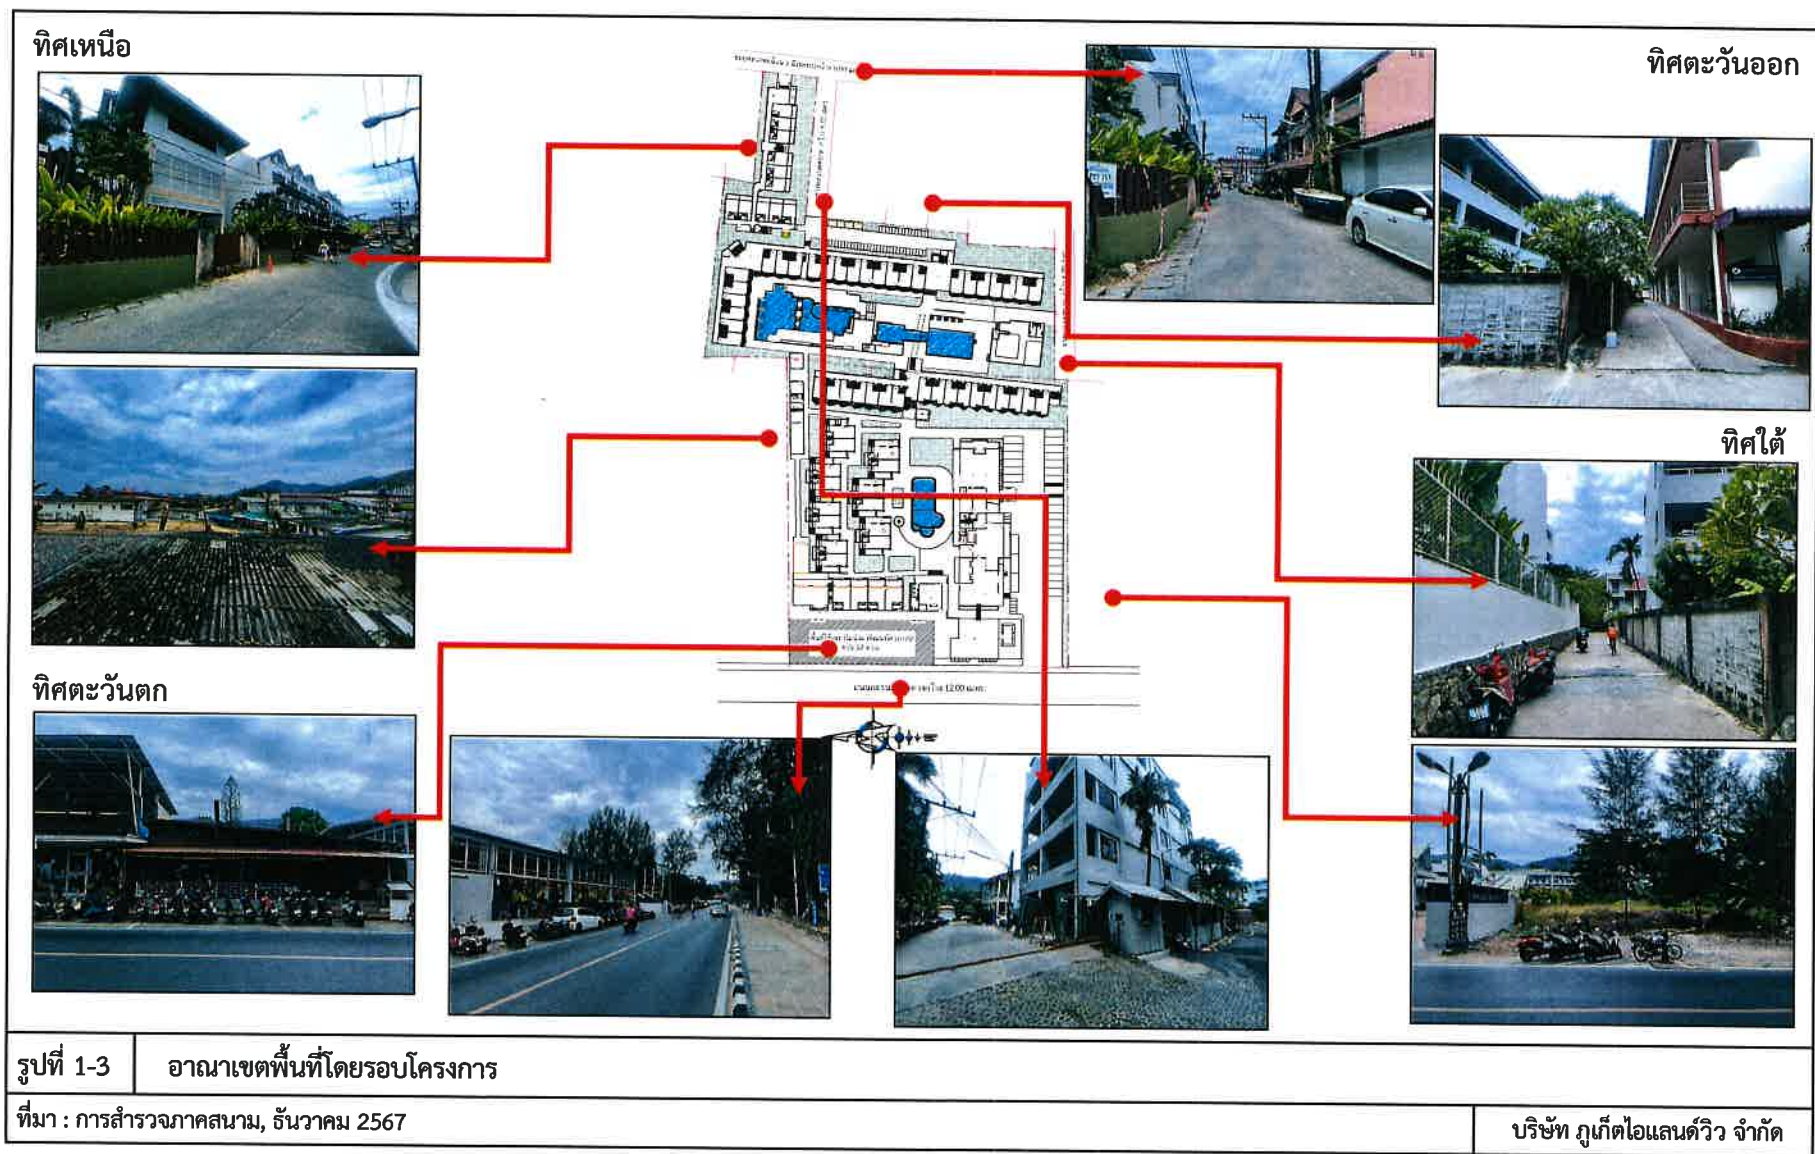 ทิศเหนือ
ทิศตะวันออก
ทิศใต้
ทิศตะวันตก
12.00
รูปที่ 1-3
อาณาเขตพื้นที่โดยรอบโครงการ
ที่มา : การสำรวจภาคสนาม, ธันวาคม 2567
บริษัท ภูเก็ตไอแลนด์วิว จำกัด